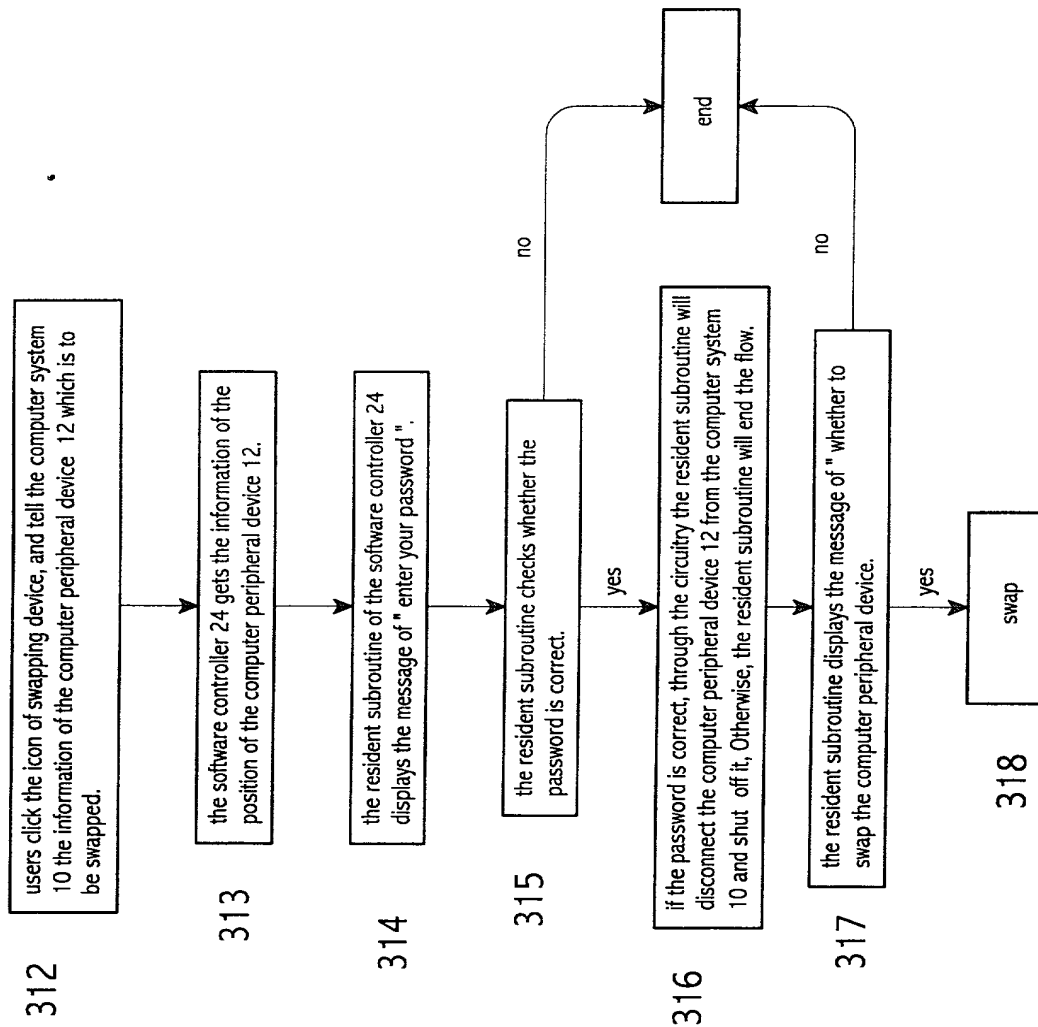 312
users click the icon of swapping device, and tell the computer system
10 the information of the computer peripheral device 12 which is to
be swapped.
313
the software controller 24 gets the information of the
position of the computer peripheral device 12.
314
the resident subroutine of the software controller 24
displays the message of " enter your password ".
315
the resident subroutine checks whether the
password is correct.
no
yes
316
if the password is correct, through the circuitry the resident subroutine will
disconnect the computer peripheral device 12 from the computer system
10 and shut off it, Otherwise, the resident subroutine will end the flow.
end
317
the resident subroutine displays the message of " whether to
swap the computer peripheral device.
no
yes
318
swap